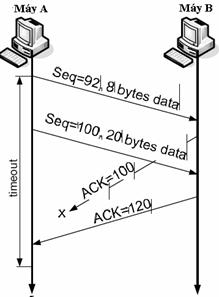 Máy A
Máy B
Seq=92, 8 bytes data
Seq=100, 20 bytes data
timeout
ACK=100
X
ACK=120